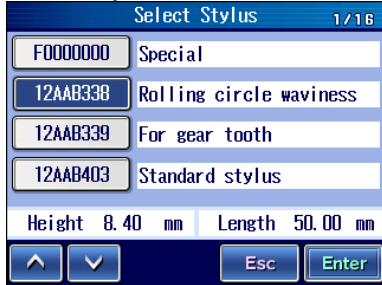 Select Stylus 1/16
F0000000 Special
12AAB338 Rolling circle waviness
12AAB339 For gear tooth
12AAB403 Standard stylus
Height 8.40 mm Length 50.00 mm
Esc Enter